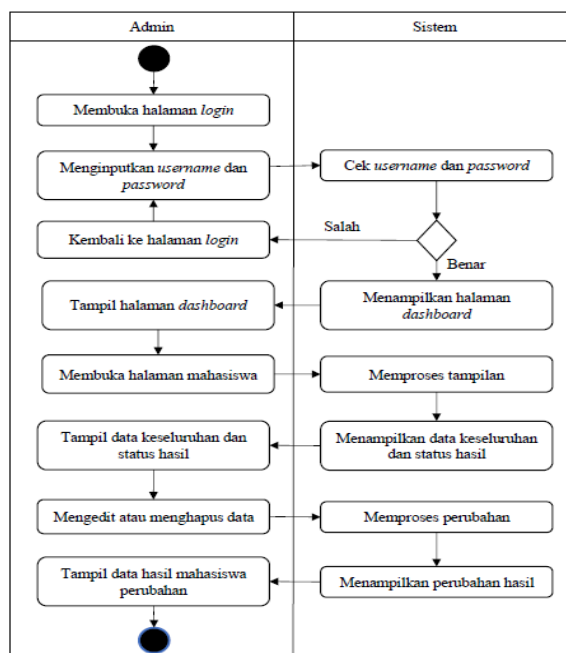 Admin
Sistem
Membuka halaman login
Menginputkan username dan
password
Cek username dan password
Kembali ke halaman login
Salah
Benar
Tampil halaman dashboard
Menampilkan halaman
dashboard
Membuka halaman mahasiswa
Memproses tampilan
Tampil data keseluruhan dan
status hasil
Menampilkan data keseluruhan
dan status hasil
Mengedit atau menghapus data
Memproses perubahan
Tampil data hasil mahasiswa
perubahan
Menampilkan perubahan hasil